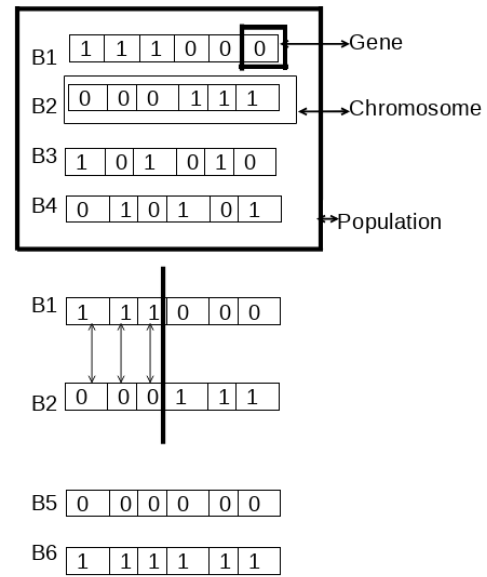 B1 1 1 1 0 0 0 Gene
B2 0 0 0 1 1 1 Chromosome
B3 1 0 1 0 1 0
B4 0 1 0 1 0 1
Population
B1 1 1 1 0 0 0
B2 0 0 0 1 1 1
B5 0 0 0 0 0 0
B6 1 1 1 1 1 1